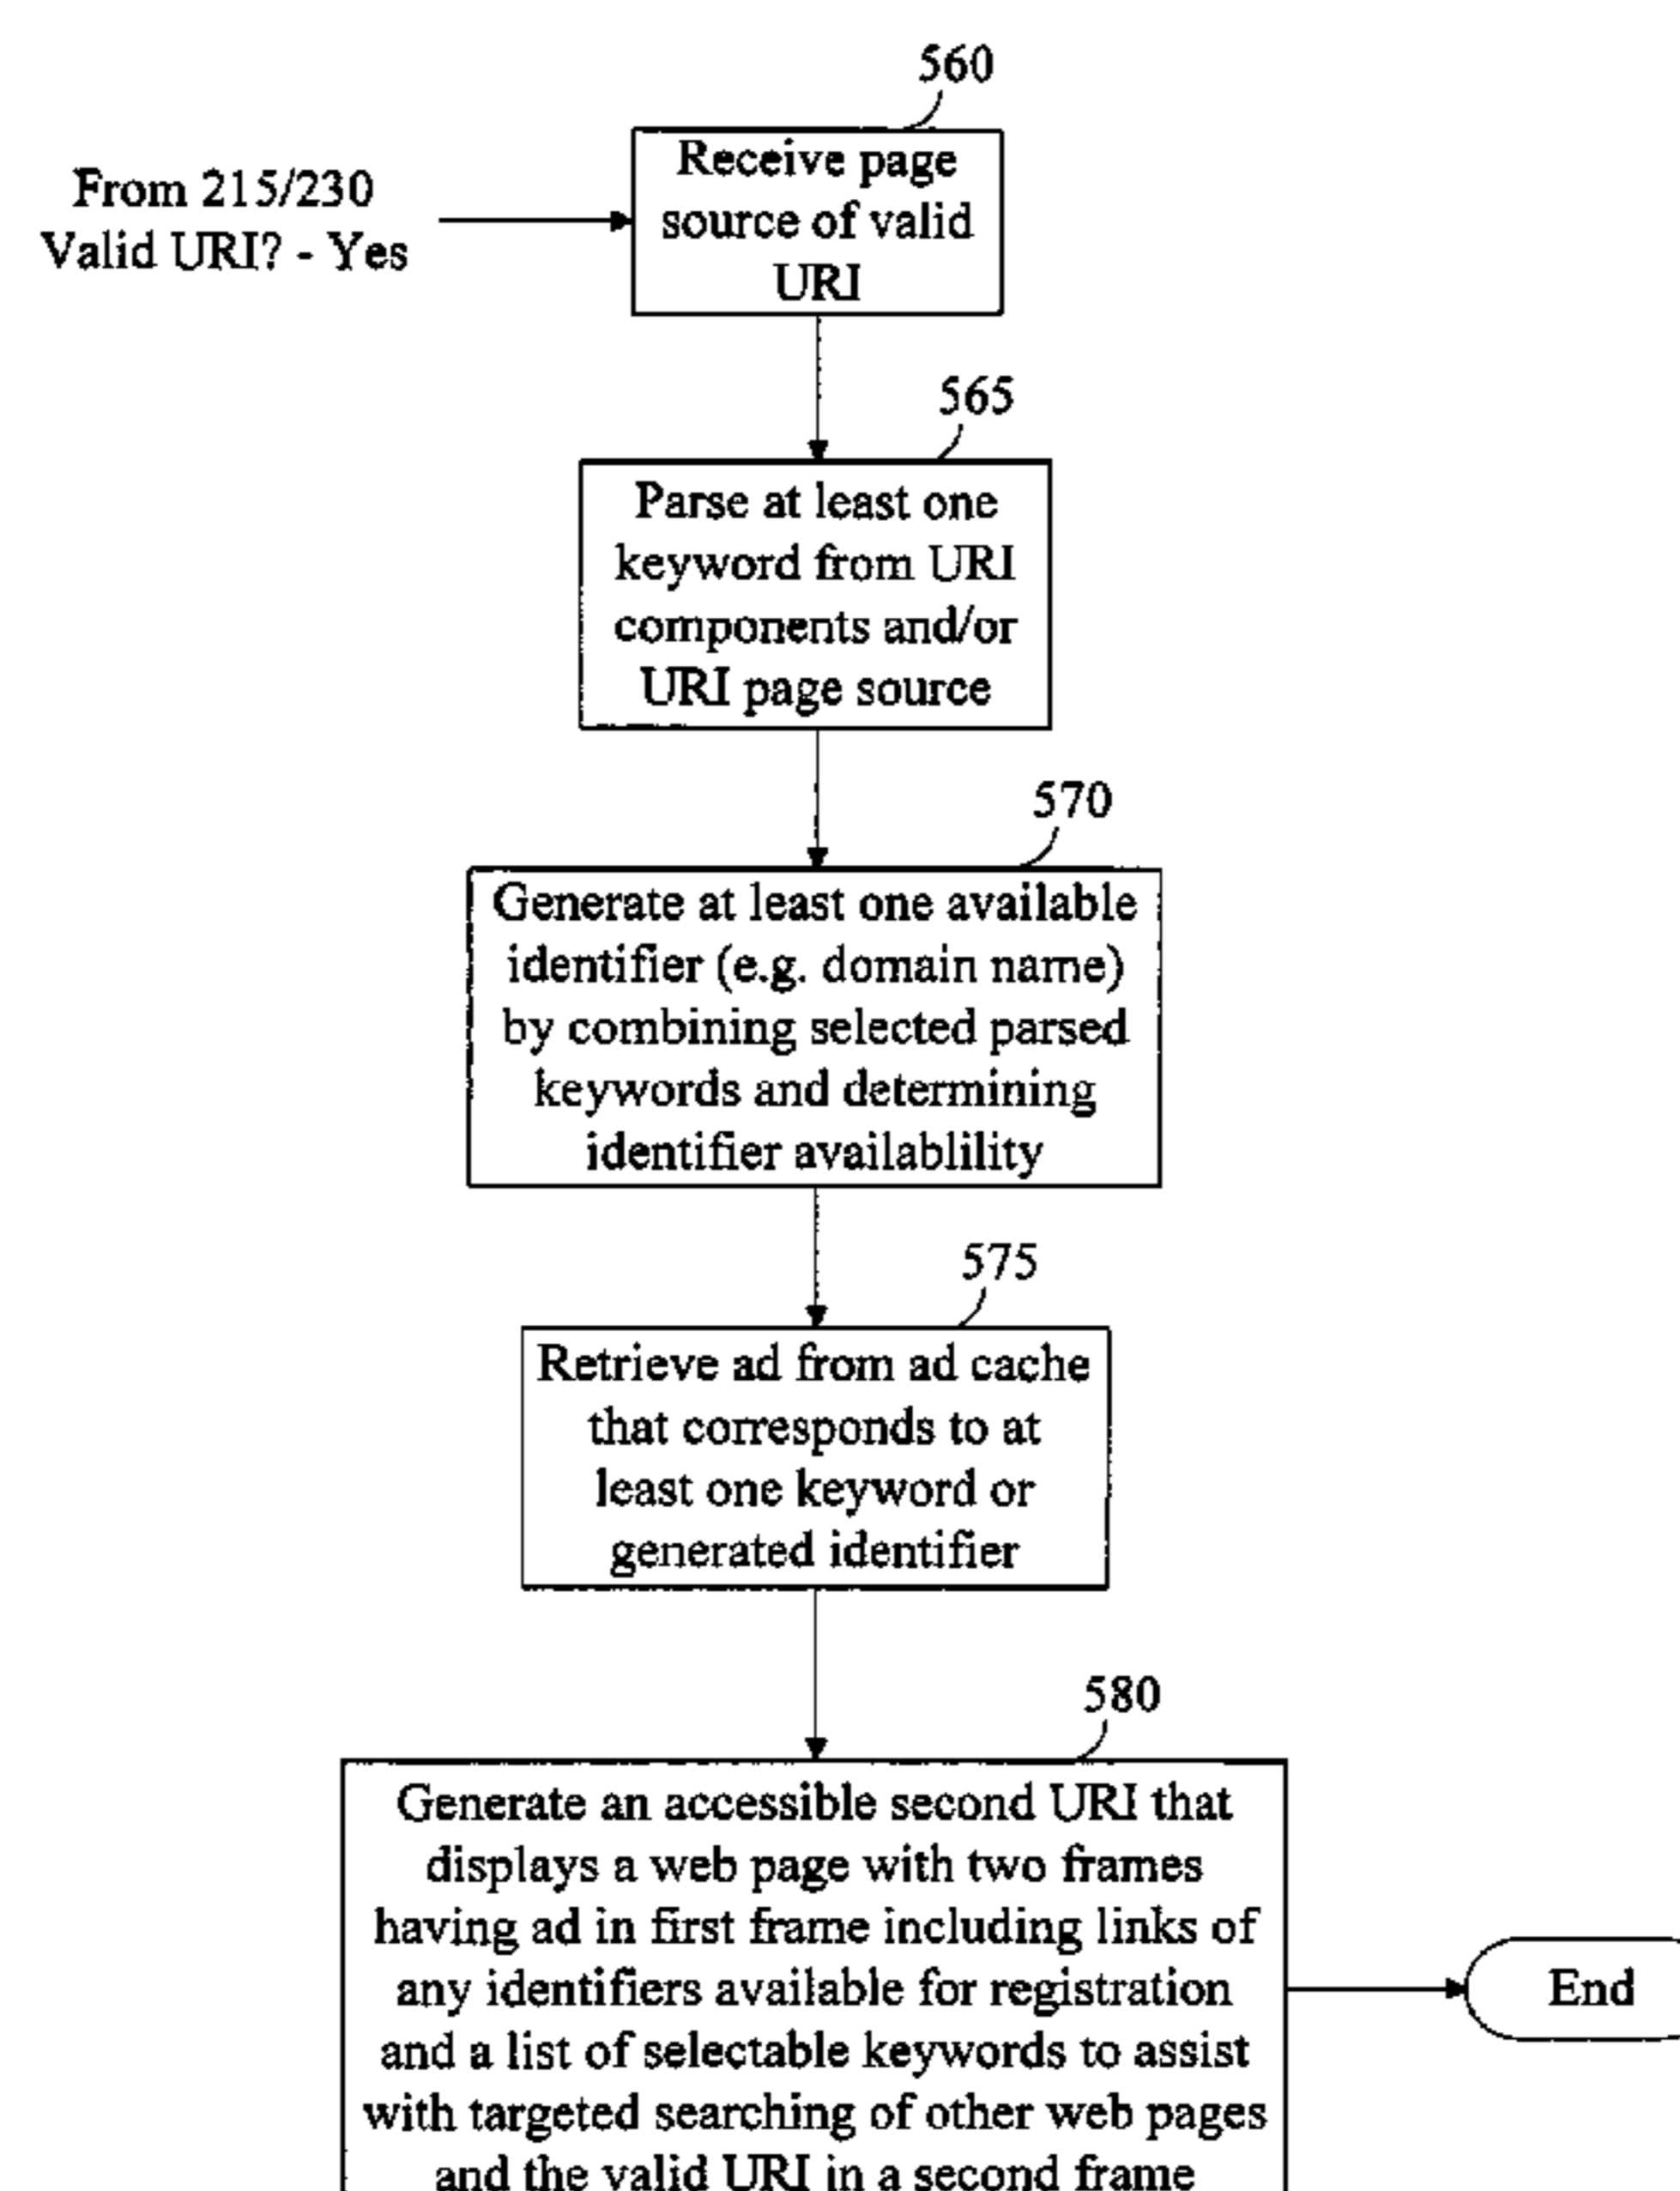 560
From 215/230
Valid URI? - Yes
Receive page
source of valid
URI
565
Parse at least one
keyword from URI
components and/or
URI page source
570
Generate at least one available
identifier (e.g. domain name)
by combining selected parsed
keywords and determining
identifier availablility
575
Retrieve ad from ad cache
that corresponds to at
least one keyword or
generated identifier
580
Generate an accessible second URI that
displays a web page with two frames
having ad in first frame including links of
any identifiers available for registration
and a list of selectable keywords to assist
with targeted searching of other web pages
and the valid URI in a second frame
End